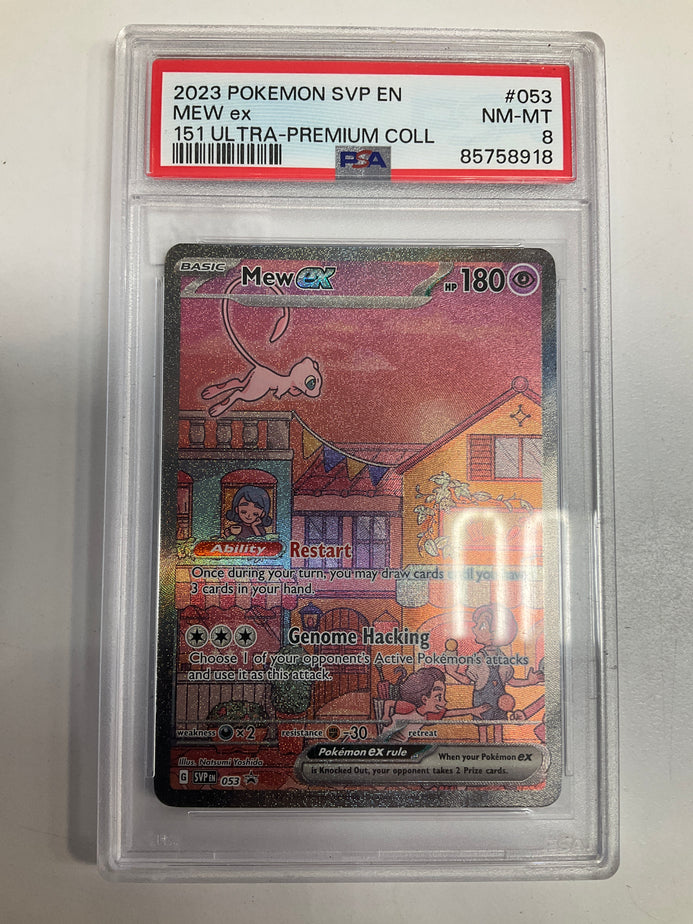 2023 POKEMON SVP EN #053
MEW ex NM-MT
151 ULTRA-PREMIUM COLL 8
PSA 85758918
BASIC Mew ex HP 180
Ability Restart
Once during your turn, you may draw cards until you have
3 cards in your hand.
Genome Hacking
Choose 1 of your opponent's Active Pokémon's attacks
and use it as this attack.
weakness ×2 resistance -30 retreat
Pokémon ex rule When your Pokémon ex
is Knocked Out, your opponent takes 2 Prize cards.
Illus. Natsumi Yoshida
G SVP EN 053